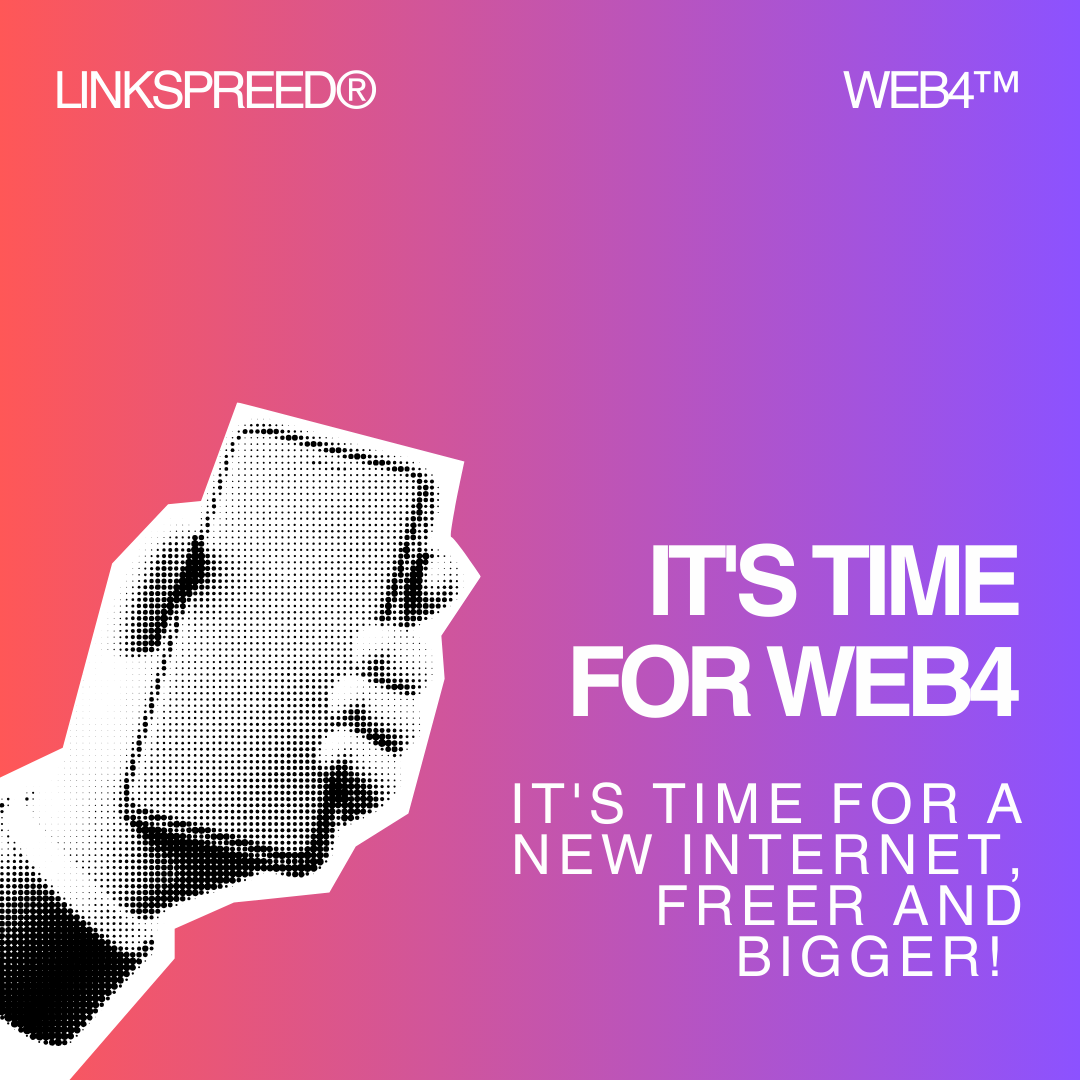 LINKSPREED®
WEB4™
IT'S TIME
FOR WEB4
IT'S TIME FOR A
NEW INTERNET,
FREER AND
BIGGER!